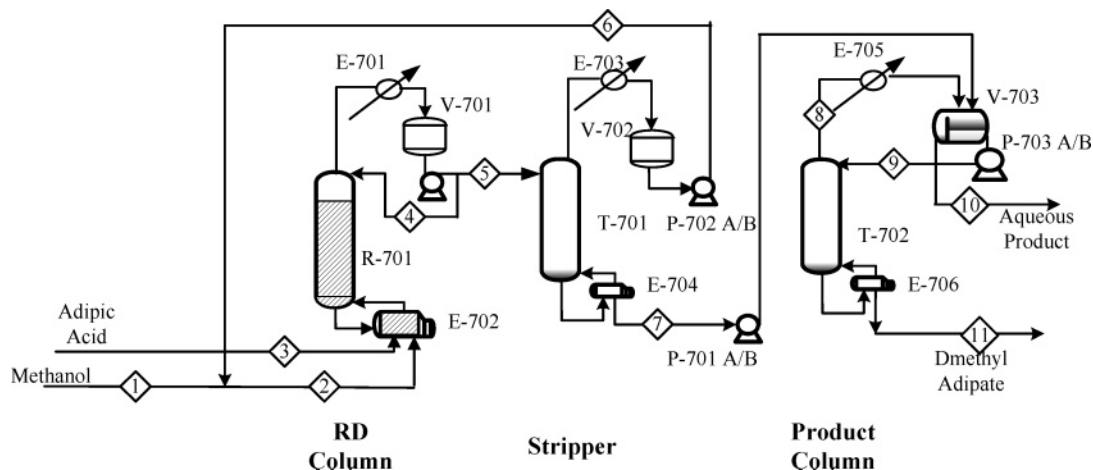 6
E-701
E-703
E-705
V-701
V-702
V-703
8
P-703 A/B
5
9
4
10
Aqueous
Product
R-701
T-701
P-702 A/B
T-702
E-704
E-706
Adipic
Acid
E-702
7
3
P-701 A/B
11
Dmethyl
Adipate
Methanol
1
2
RD
Column
Stripper
Product
Column